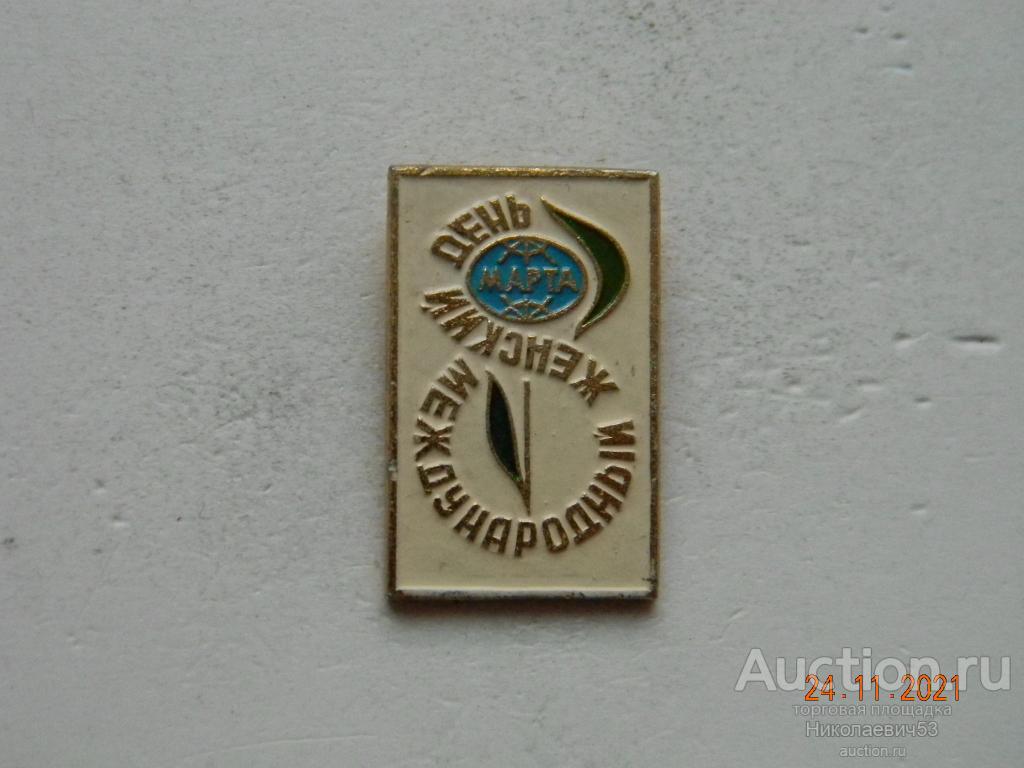 МЕЖДУНАРОДНЫЙ
ЖЕНСКИЙ
ДЕНЬ
МАРТА
Auction.ru
24.11.2021
торговая площадка
Николаевич53
auction.ru